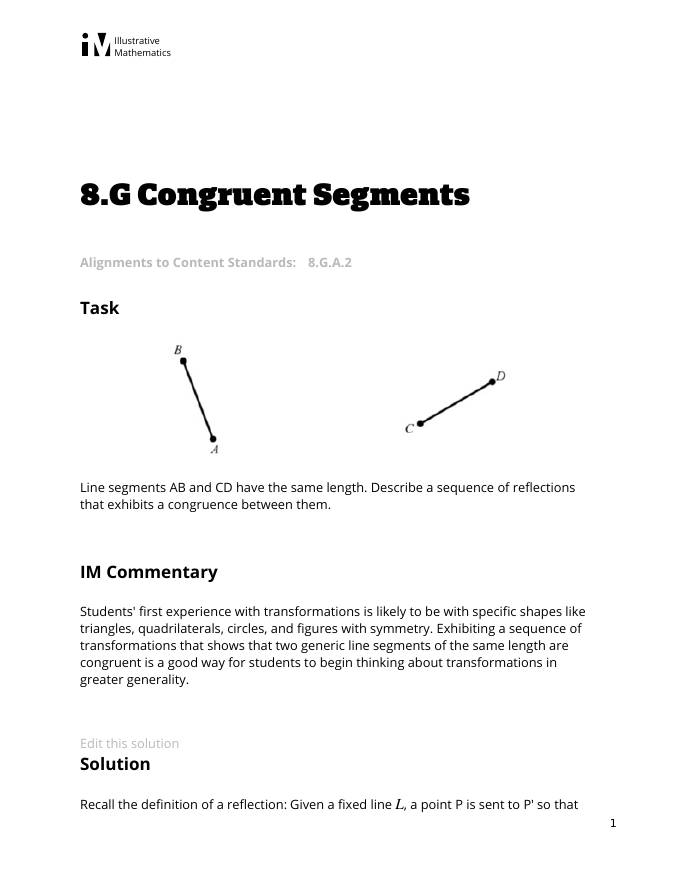 Illustrative
Mathematics
8.G Congruent Segments
Alignments to Content Standards: 8.G.A.2
Task
B
D
C
A
Line segments AB and CD have the same length. Describe a sequence of reflections
that exhibits a congruence between them.
IM Commentary
Students' first experience with transformations is likely to be with specific shapes like
triangles, quadrilaterals, circles, and figures with symmetry. Exhibiting a sequence of
transformations that shows that two generic line segments of the same length are
congruent is a good way for students to begin thinking about transformations in
greater generality.
Edit this solution
Solution
Recall the definition of a reflection: Given a fixed line L, a point P is sent to P' so that
1